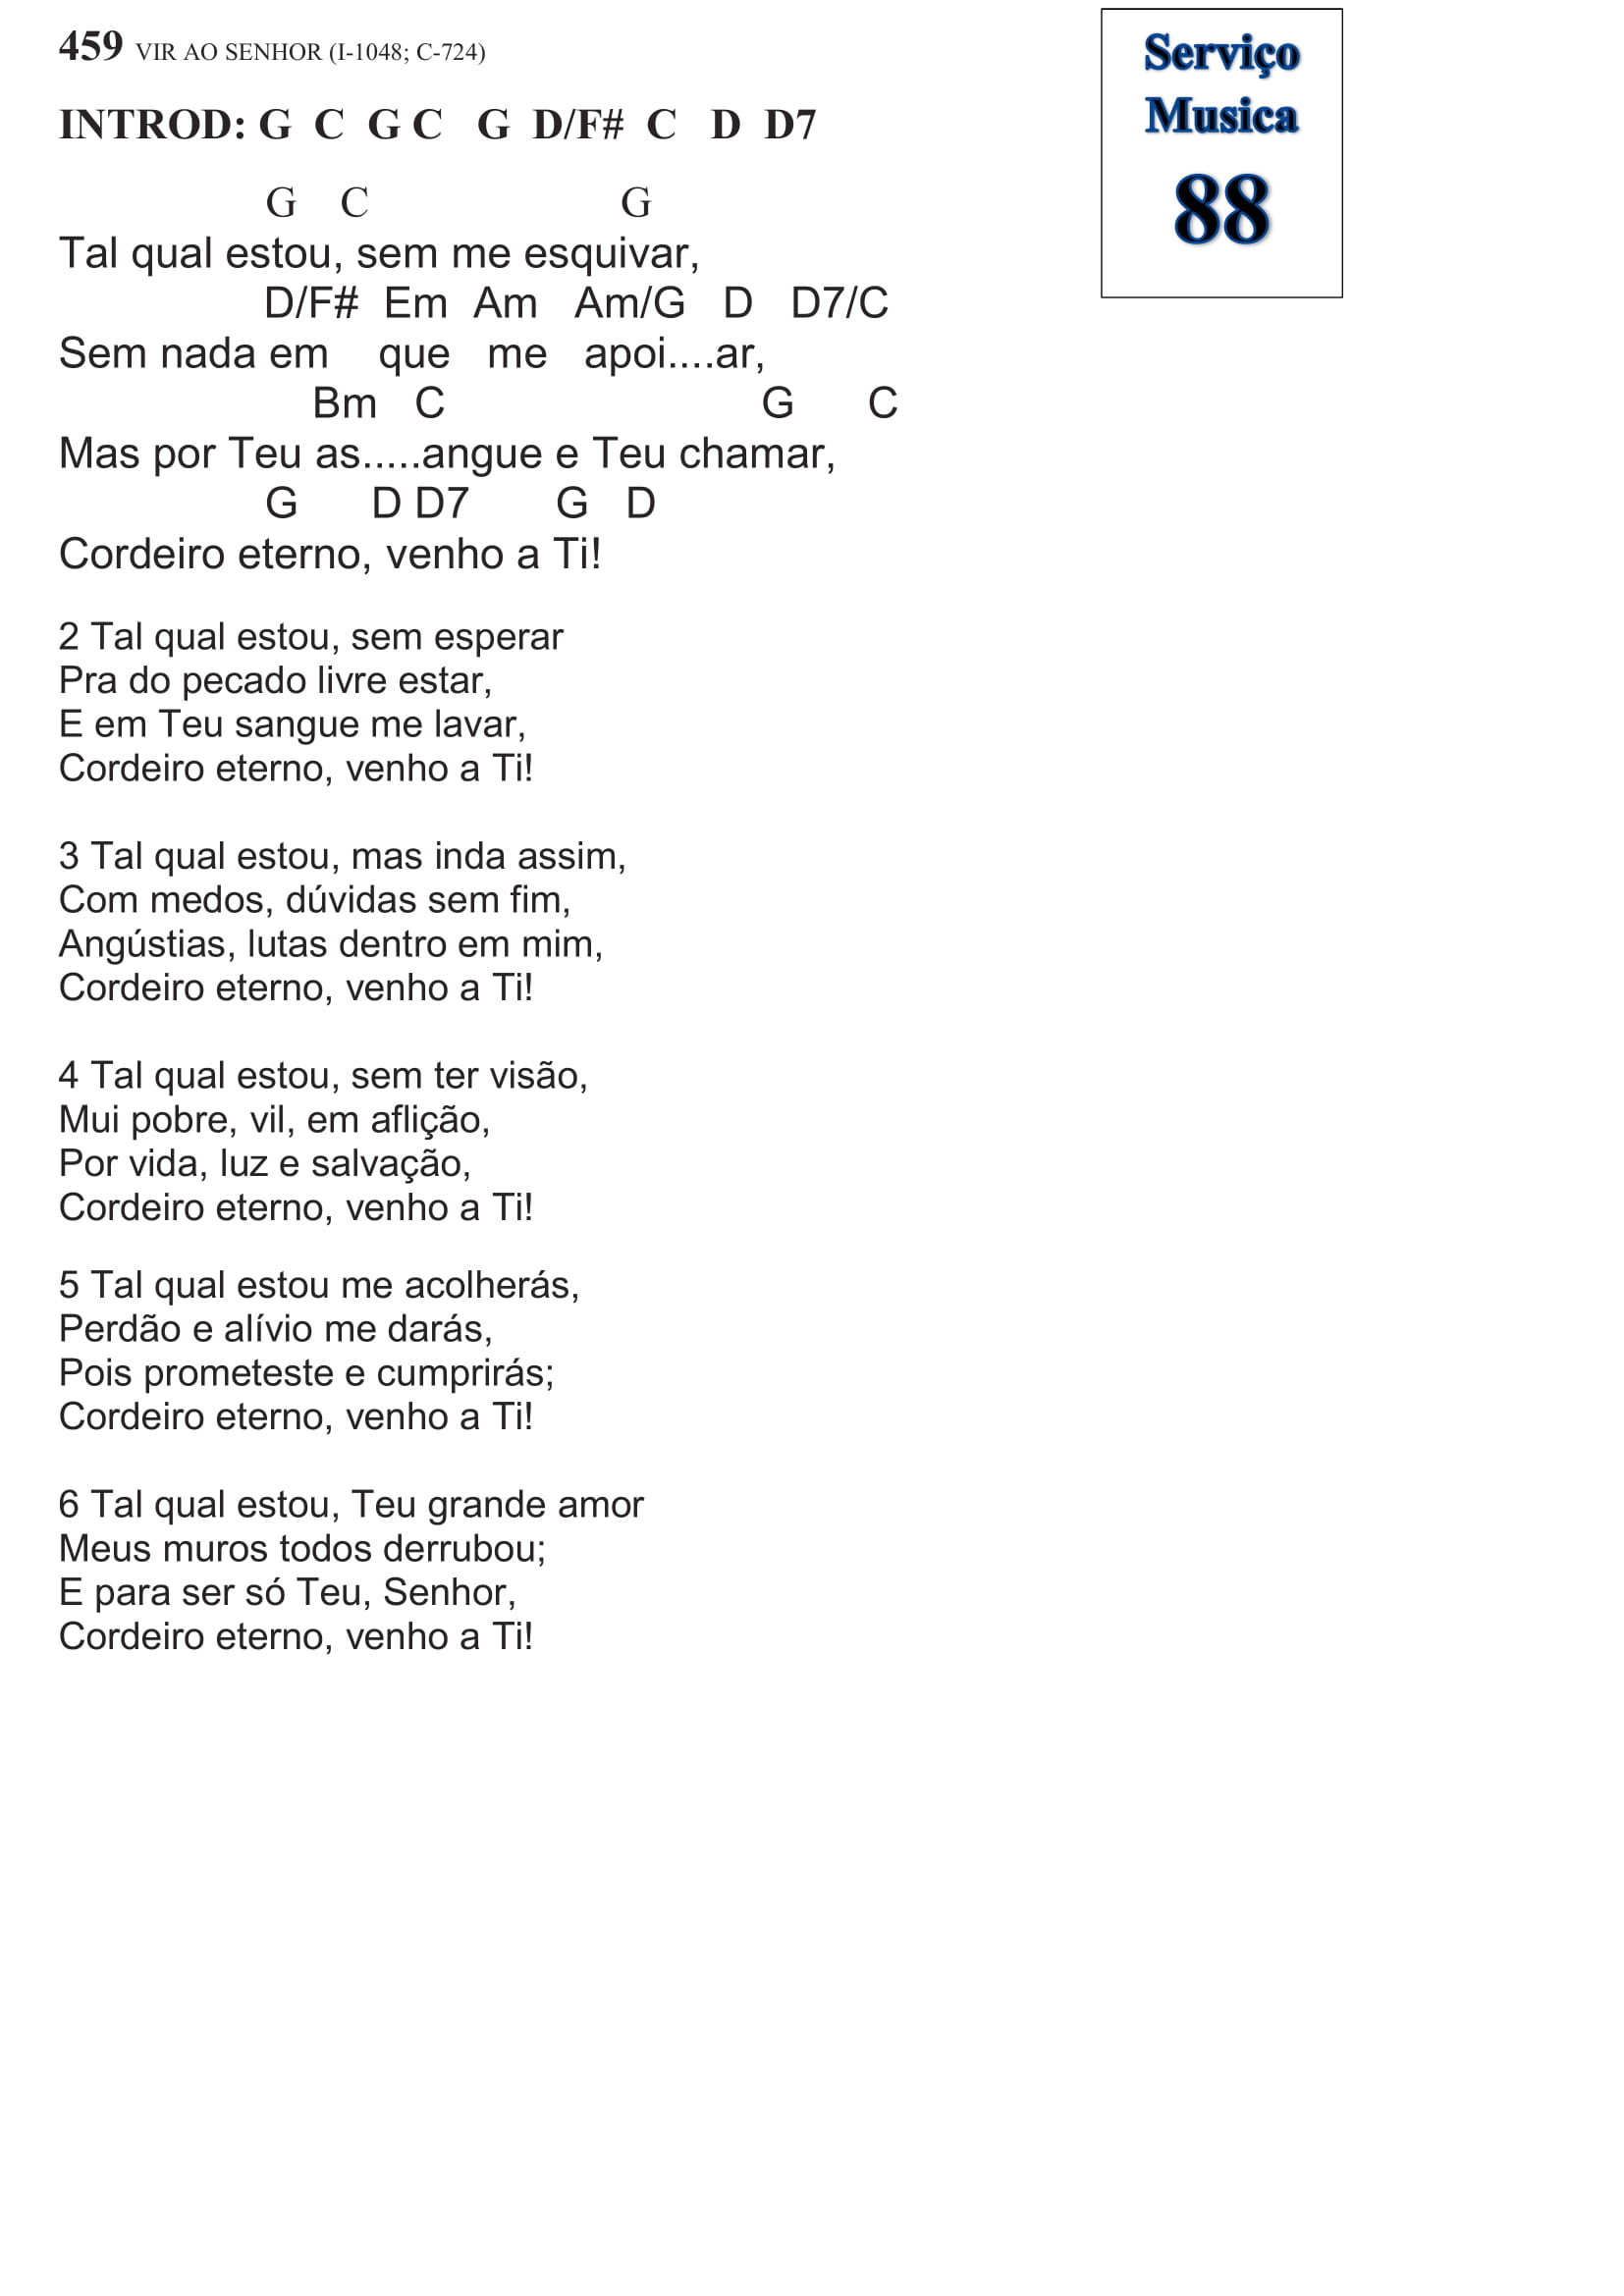 459 VIR AO SENHOR (I-1048; C-724)
Serviço
Musica
88
INTROD: G C G C G D/F# C D D7
G C G
Tal qual estou, sem me esquivar,
D/F# Em Am Am/G D D7/C
Sem nada em que me apoi....ar,
Bm C G C
Mas por Teu as.....angue e Teu chamar,
G D D7 G D
Cordeiro eterno, venho a Ti!
2 Tal qual estou, sem esperar
Pra do pecado livre estar,
E em Teu sangue me lavar,
Cordeiro eterno, venho a Ti!
3 Tal qual estou, mas inda assim,
Com medos, dúvidas sem fim,
Angústias, lutas dentro em mim,
Cordeiro eterno, venho a Ti!
4 Tal qual estou, sem ter visão,
Mui pobre, vil, em aflição,
Por vida, luz e salvação,
Cordeiro eterno, venho a Ti!
5 Tal qual estou me acolherás,
Perdão e alívio me darás,
Pois prometeste e cumprirás;
Cordeiro eterno, venho a Ti!
6 Tal qual estou, Teu grande amor
Meus muros todos derrubou;
E para ser só Teu, Senhor,
Cordeiro eterno, venho a Ti!